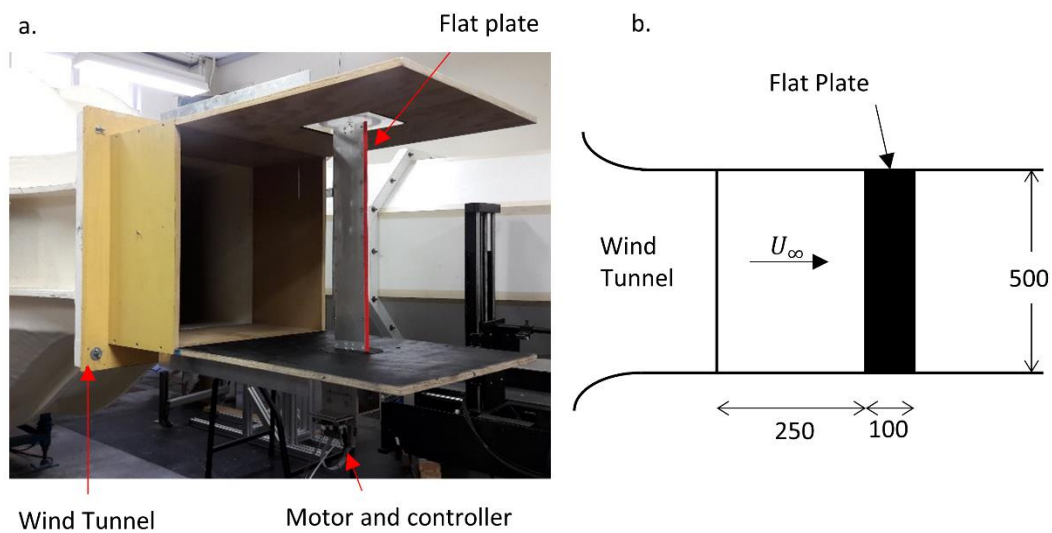 a.
Flat plate
Wind Tunnel
Motor and controller
b.
Flat Plate
Wind
Tunnel
U∞
500
250
100